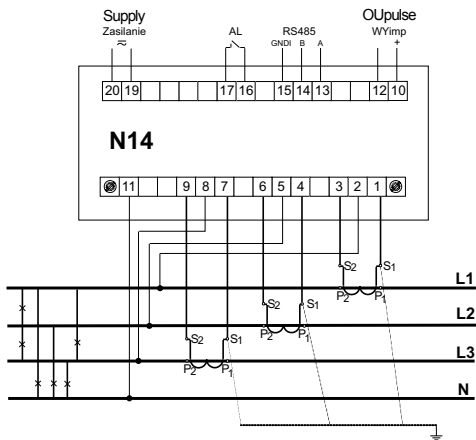 Supply
Zasilanie
AL
RS485
GNDI B A
OUpulse
WYimp
+
20 19 17 16 15 14 13 12 10
N14
11 9 8 7 6 5 4 3 2 1
S2 S1
L1
P2 P1
S2 S1
L2
P2 P1
S2 S1
L3
P2 P1
N